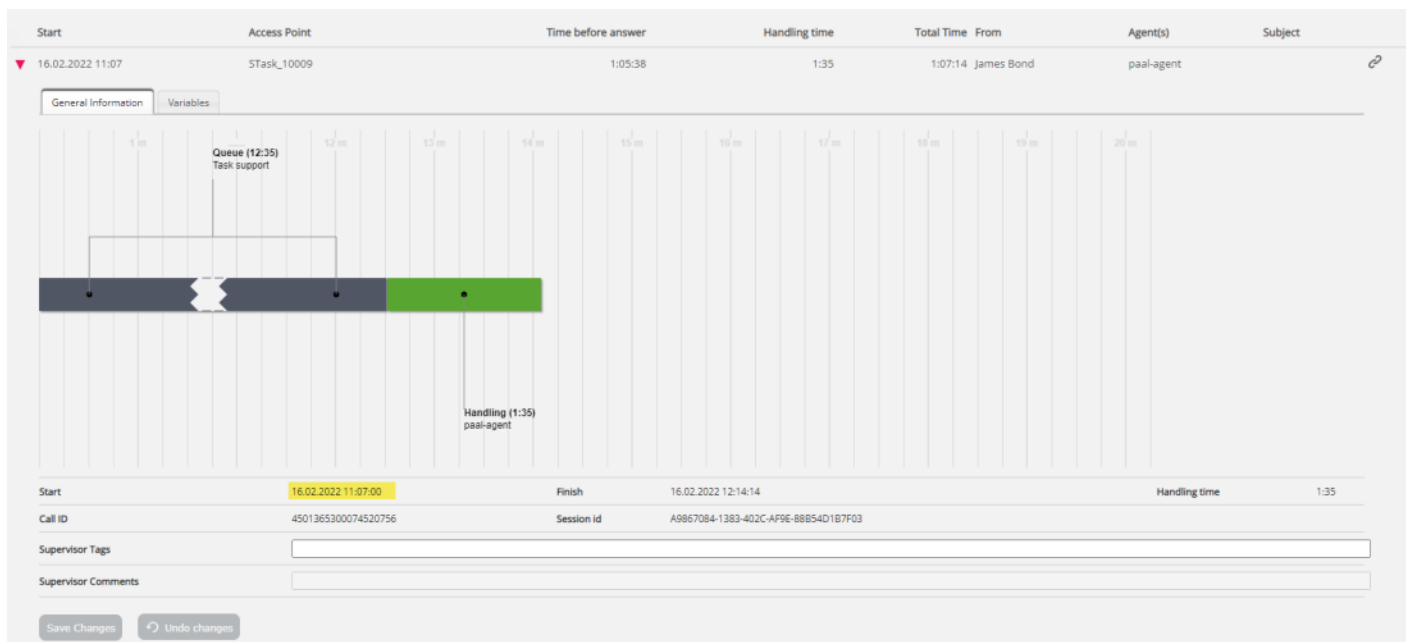 Start Access Point Time before answer Handling time Total Time From Agent(s) Subject
16.02.2022 11:07 STask_10009 1:05:38 1:35 1:07:14 James Bond paal-agent
General Information Variables
1 m 12 m 13 m 14 m 15 m 16 m 17 m 18 m 19 m 20 m
Queue (12:35)
Task support
Handling (1:35)
paal-agent
Start 16.02.2022 11:07:00 Finish 16.02.2022 12:14:14 Handling time 1:35
Call ID 4501365300074520756 Session id A9867084-1383-402C-AF9E-88B54D1B7F03
Supervisor Tags
Supervisor Comments
Save Changes Undo changes